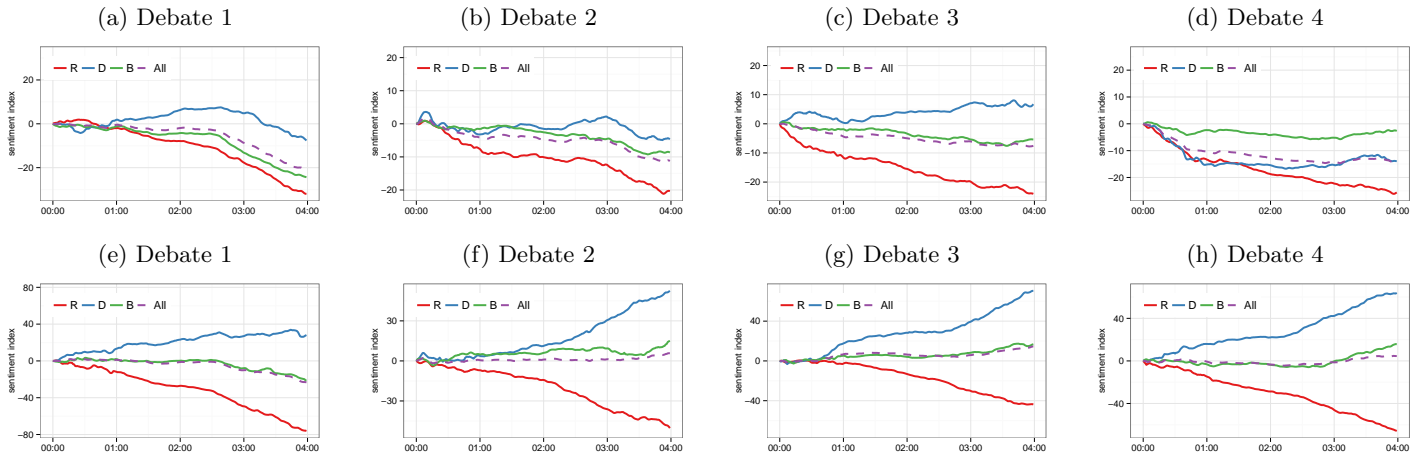 (a) Debate 1
(b) Debate 2
(c) Debate 3
(d) Debate 4
sentiment index
20
0
−20
R D B All
00:00 01:00 02:00 03:00 04:00
sentiment index
20
10
0
−10
−20
R D B All
00:00 01:00 02:00 03:00 04:00
sentiment index
20
10
0
−10
−20
R D B All
00:00 01:00 02:00 03:00 04:00
sentiment index
20
10
0
−10
−20
R D B All
00:00 01:00 02:00 03:00 04:00
(e) Debate 1
(f) Debate 2
(g) Debate 3
(h) Debate 4
sentiment index
80
40
0
−40
−80
R D B All
00:00 01:00 02:00 03:00 04:00
sentiment index
30
0
−30
R D B All
00:00 01:00 02:00 03:00 04:00
sentiment index
40
0
−40
R D B All
00:00 01:00 02:00 03:00 04:00
sentiment index
40
0
−40
R D B All
00:00 01:00 02:00 03:00 04:00